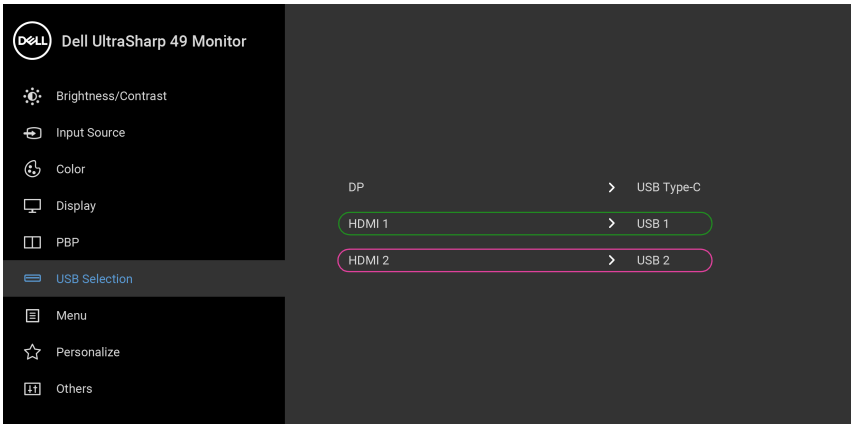 DELL Dell UltraSharp 49 Monitor
Brightness/Contrast
Input Source
Color
Display
PBP
USB Selection
Menu
Personalize
Others
DP USB Type-C
HDMI 1 USB 1
HDMI 2 USB 2